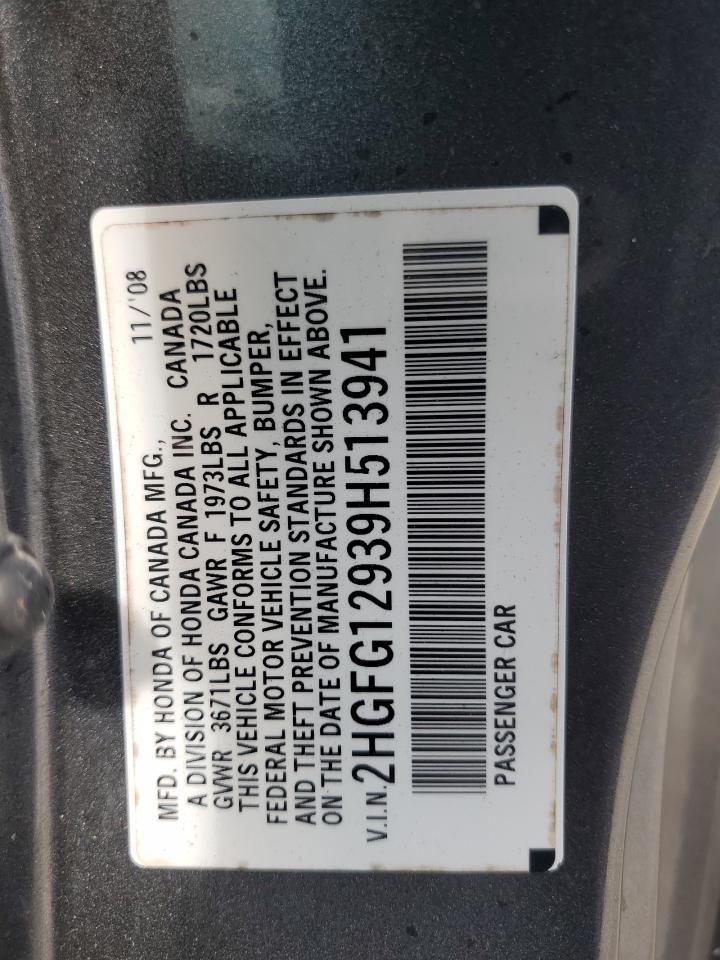 MFD. BY HONDA OF CANADA MFG., 11/'08
A DIVISION OF HONDA CANADA INC. CANADA
GVWR 3671LBS GAWR F 1973LBS R 1720LBS
THIS VEHICLE CONFORMS TO ALL APPLICABLE
FEDERAL MOTOR VEHICLE SAFETY, BUMPER,
AND THEFT PREVENTION STANDARDS IN EFFECT
ON THE DATE OF MANUFACTURE SHOWN ABOVE.
V.I.N. 2HGFG12939H513941
PASSENGER CAR